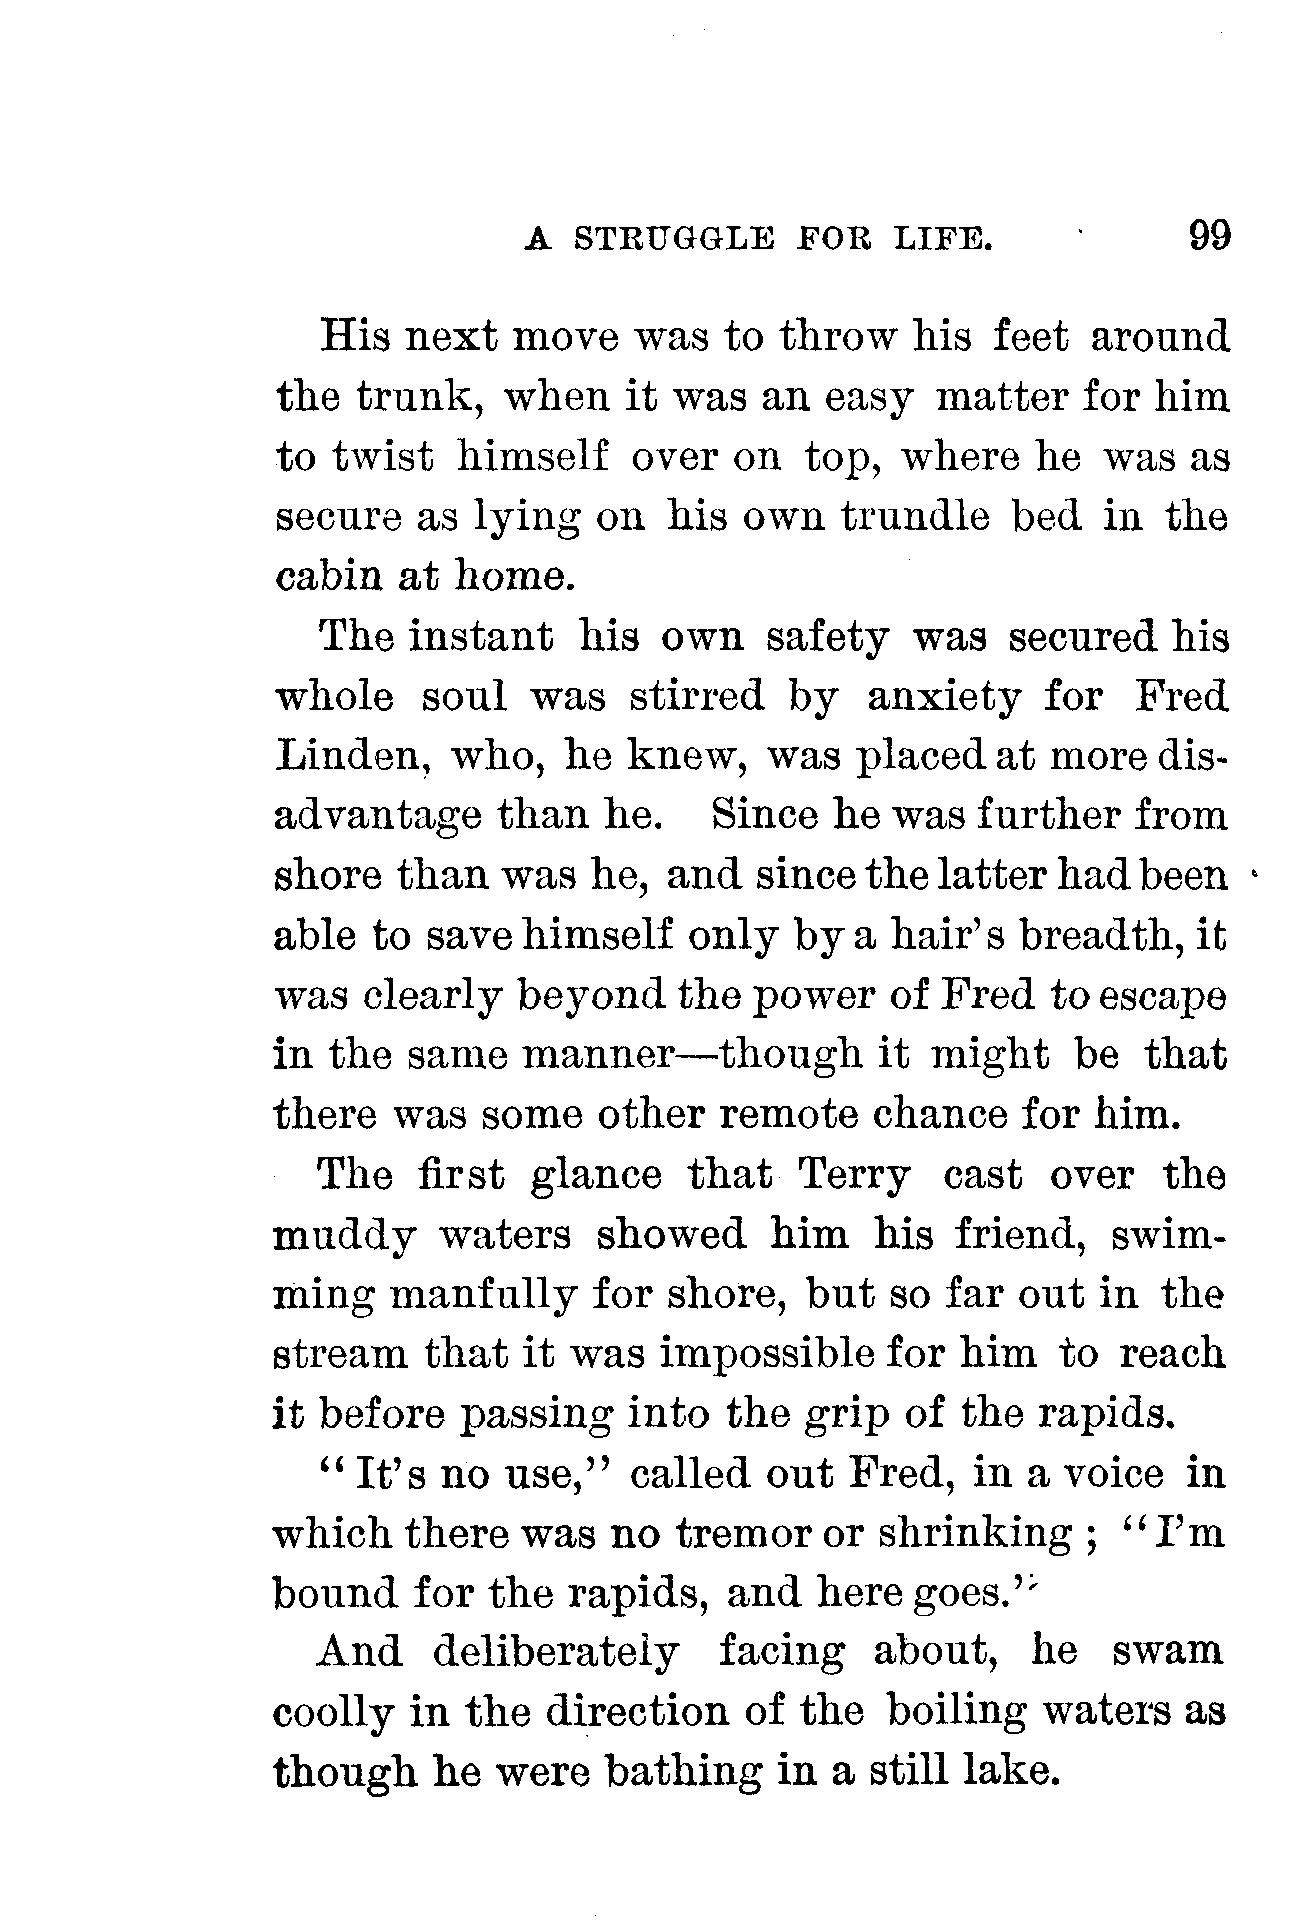 A STRUGGLE FOR LIFE. 99
His next move was to throw his feet around
the trunk, when it was an easy matter for him
to twist himself over on top, where he was as
secure as lying on his own trundle bed in the
cabin at home.
The instant his own safety was secured his
whole soul was stirred by anxiety for Fred
Linden, who, he knew, was placed at more dis-
advantage than he. Since he was further from
shore than was he, and since the latter had been
able to save himself only by a hair's breadth, it
was clearly beyond the power of Fred to escape
in the same manner—though it might be that
there was some other remote chance for him.
The first glance that Terry cast over the
muddy waters showed him his friend, swim-
ming manfully for shore, but so far out in the
stream that it was impossible for him to reach
it before passing into the grip of the rapids.
"It's no use," called out Fred, in a voice in
which there was no tremor or shrinking; "I'm
bound for the rapids, and here goes."
And deliberately facing about, he swam
coolly in the direction of the boiling waters as
though he were bathing in a still lake.